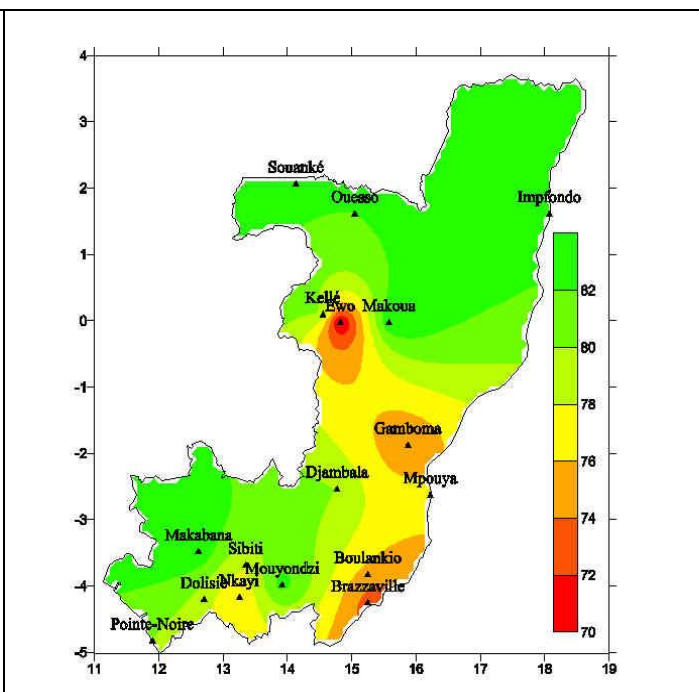 4
3
2
1
0
-1
-2
-3
-4
-5
11 12 13 14 15 16 17 18 19
Souanké
Ouesso
Impfondo
Kellé
Ewo Makoua
Gamboma
Djambala Mpouya
Makabana
Sibiti
Mouyondzi
Boulankio
Dolisie Nkayi
Brazzaville
Pointe-Noire
82
80
78
76
74
72
70